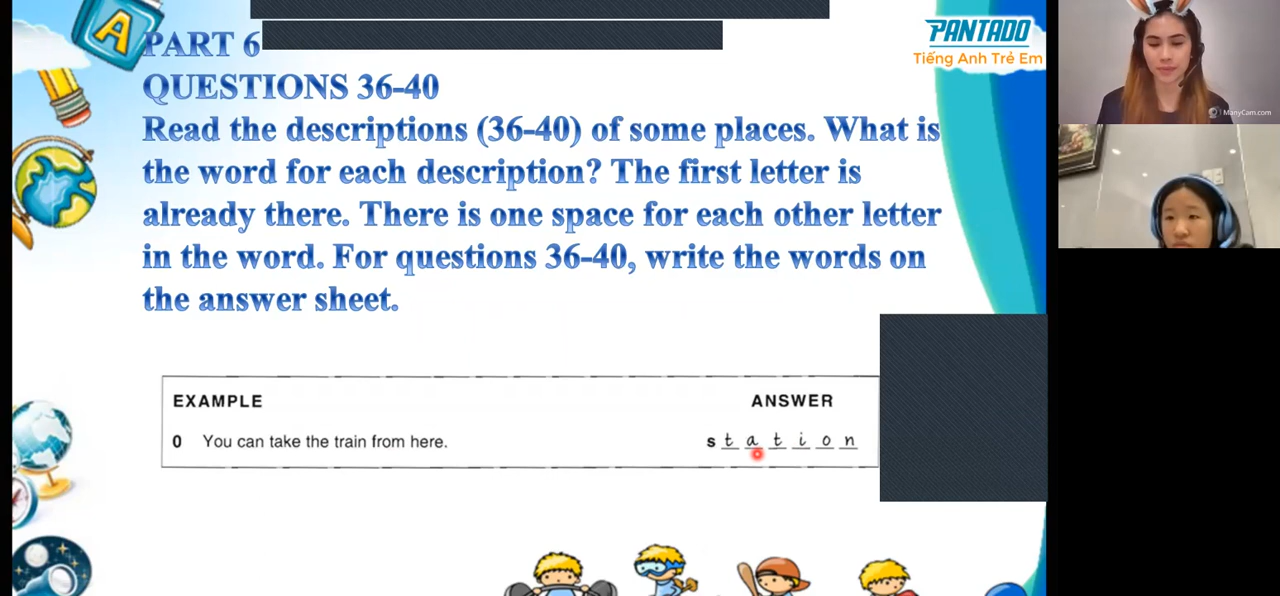 PART 6
QUESTIONS 36-40
Read the descriptions (36-40) of some places. What is
the word for each description? The first letter is
already there. There is one space for each other letter
in the word. For questions 36-40, write the words on
the answer sheet.
A
PANTADO
Tiếng Anh Trẻ Em
ManyCam.com
EXAMPLE ANSWER
0 You can take the train from here. s t a t i o n